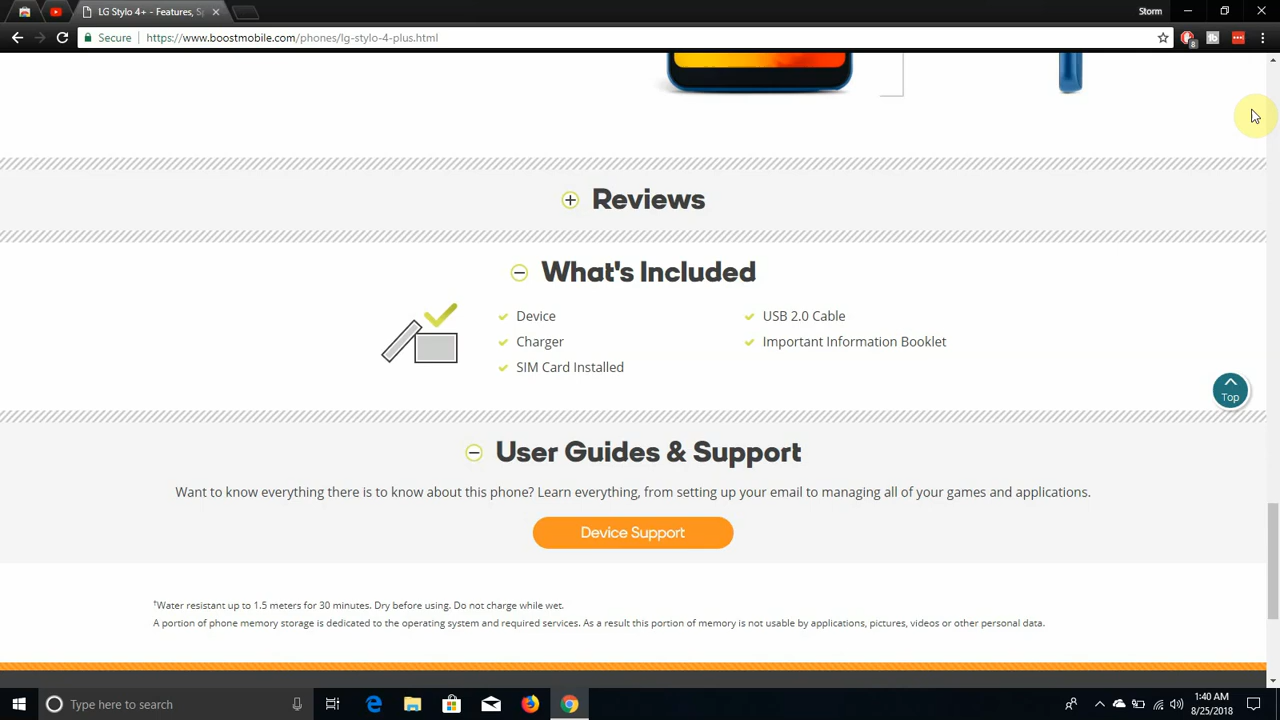 LG Stylo 4+ - Features, Sp
Storm
Secure
https://www.boostmobile.com/phones/lg-stylo-4-plus.html
8
Reviews
What's Included
Device
USB 2.0 Cable
Charger
Important Information Booklet
SIM Card Installed
Top
User Guides & Support
Want to know everything there is to know about this phone? Learn everything, from setting up your email to managing all of your games and applications.
Device Support
†Water resistant up to 1.5 meters for 30 minutes. Dry before using. Do not charge while wet.
A portion of phone memory storage is dedicated to the operating system and required services. As a result this portion of memory is not usable by applications, pictures, videos or other personal data.
Type here to search
1:40 AM
8/25/2018